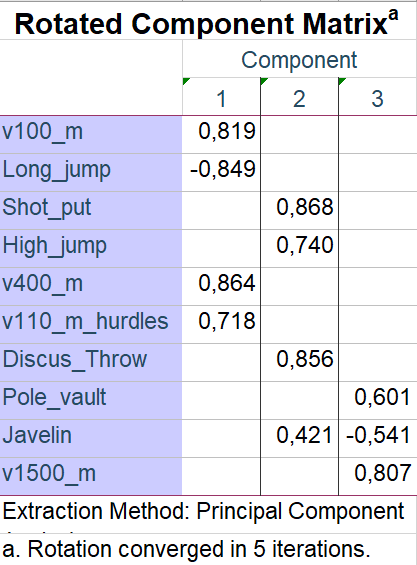 Rotated Component Matrixa
Component
1 2 3
v100_m 0,819
Long_jump -0,849
Shot_put 0,868
High_jump 0,740
v400_m 0,864
v110_m_hurdles 0,718
Discus_Throw 0,856
Pole_vault 0,601
Javelin 0,421 -0,541
v1500_m 0,807
Extraction Method: Principal Component
a. Rotation converged in 5 iterations.